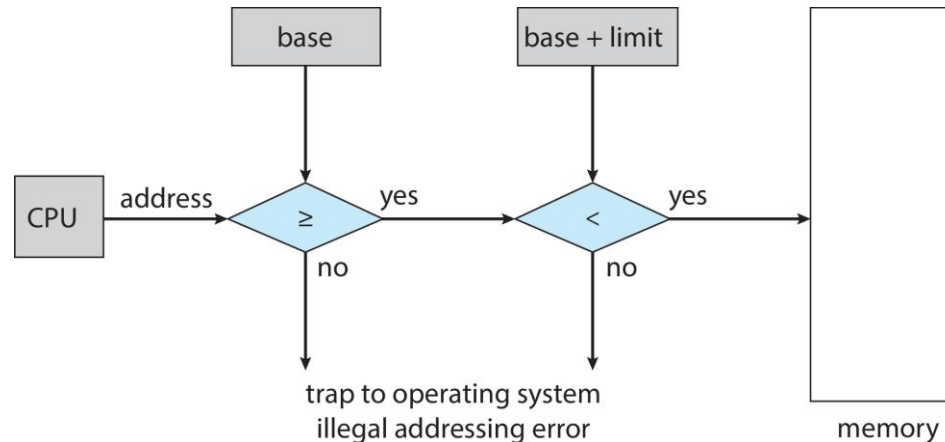 base
base + limit
CPU
address
≥
yes
<
yes
no
no
trap to operating system
illegal addressing error
memory